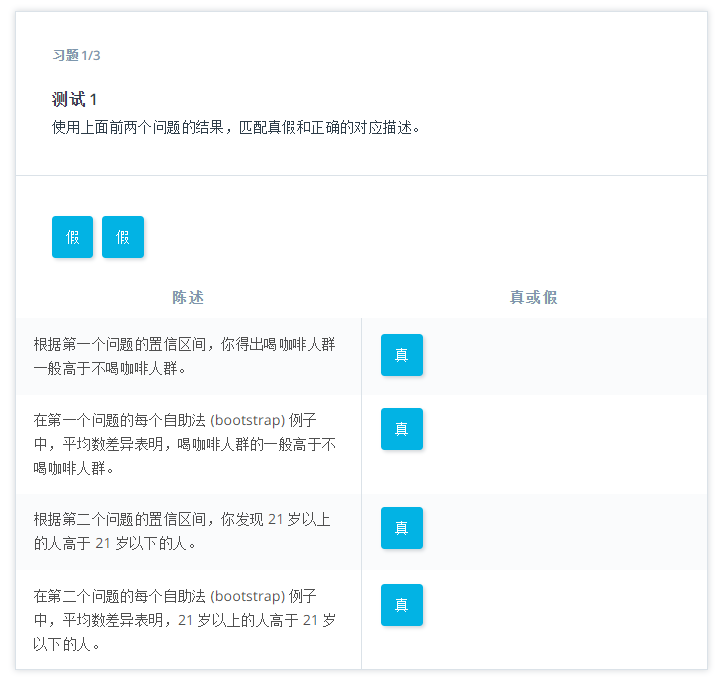 习题 1/3
测试 1
使用上面前两个问题的结果，匹配真假和正确的对应描述。
假 假
陈述 真或假
根据第一个问题的置信区间，你得出喝咖啡人群
一般高于不喝咖啡人群。
真
在第一个问题的每个自助法 (bootstrap) 例子
中，平均数差异表明，喝咖啡人群的一般高于不
喝咖啡人群。
真
根据第二个问题的置信区间，你发现 21 岁以上
的人高于 21 岁以下的人。
真
在第二个问题的每个自助法 (bootstrap) 例子
中，平均数差异表明，21 岁以上的人高于 21 岁
以下的人。
真